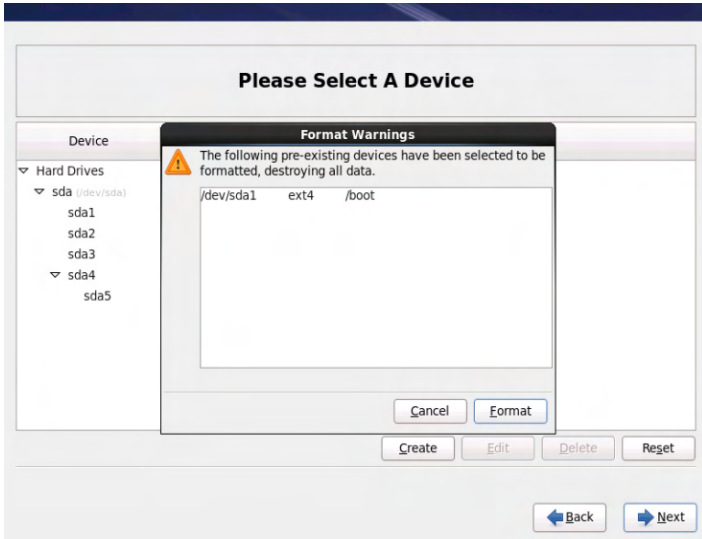 Please Select A Device
Device
Format Warnings
The following pre-existing devices have been selected to be
formatted, destroying all data.
/dev/sda1 ext4 /boot
Hard Drives
sda (/dev/sda)
sda1
sda2
sda3
sda4
sda5
Cancel Format
Create Edit Delete Reset
Back Next